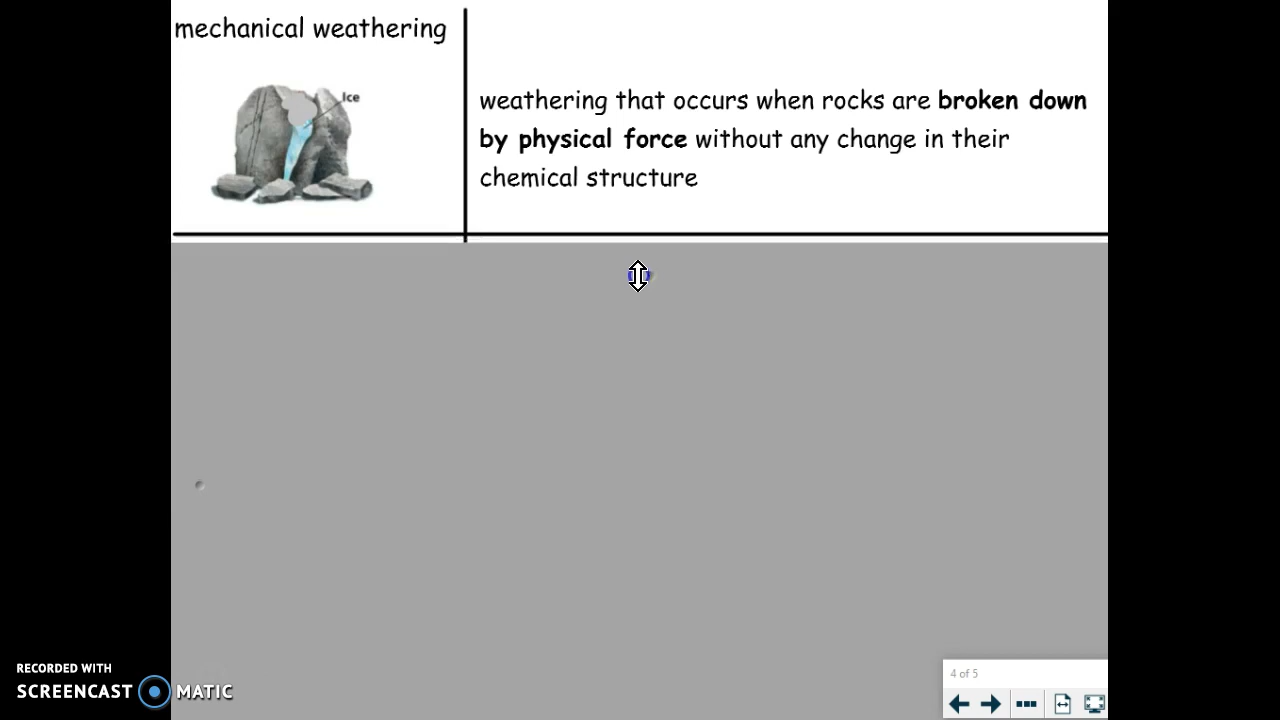 mechanical weathering
Ice
weathering that occurs when rocks are broken down
by physical force without any change in their
chemical structure
4 of 5
RECORDED WITH
SCREENCAST MATIC